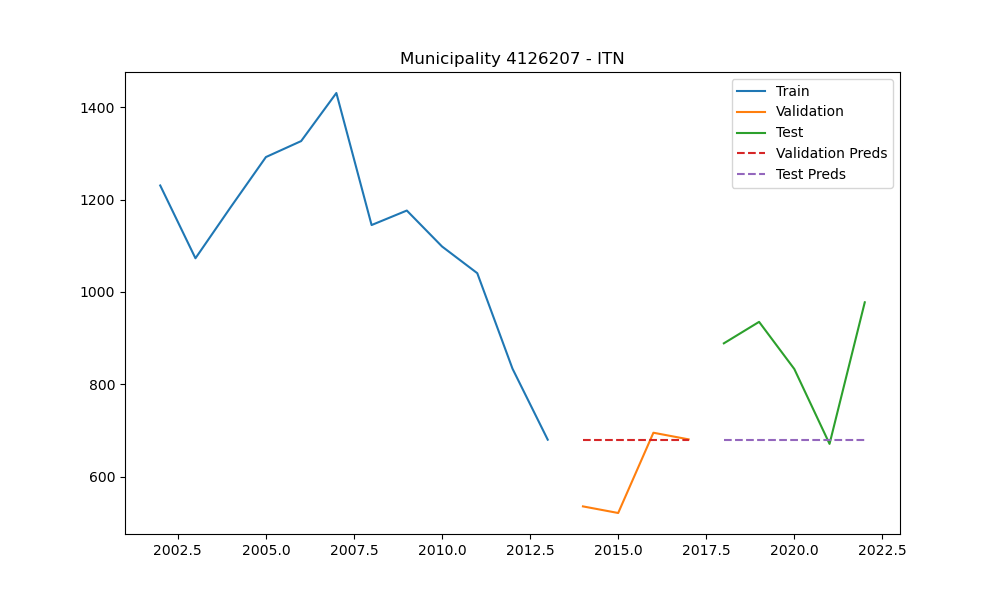 Municipality 4126207 - ITN
Train
Validation
Test
Validation Preds
Test Preds
1400
1200
1000
800
600
2002.5 2005.0 2007.5 2010.0 2012.5 2015.0 2017.5 2020.0 2022.5